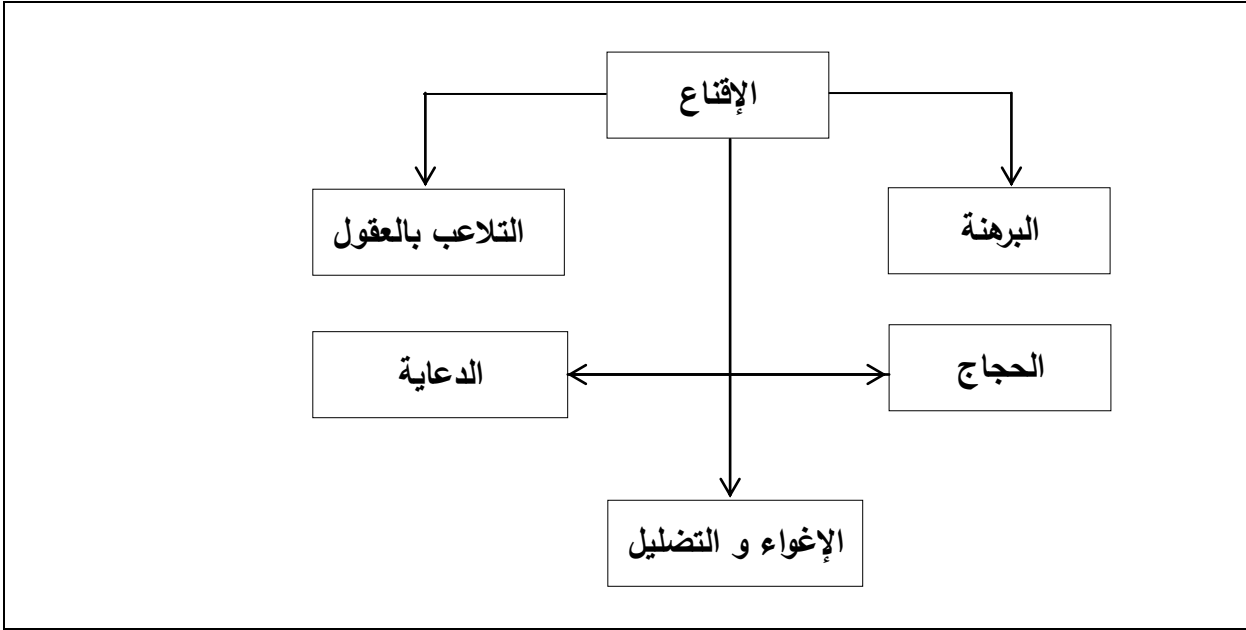 الإقناع
البرهنة
التلاعب بالعقول
الحجاج
الدعاية
الإغواء و التضليل